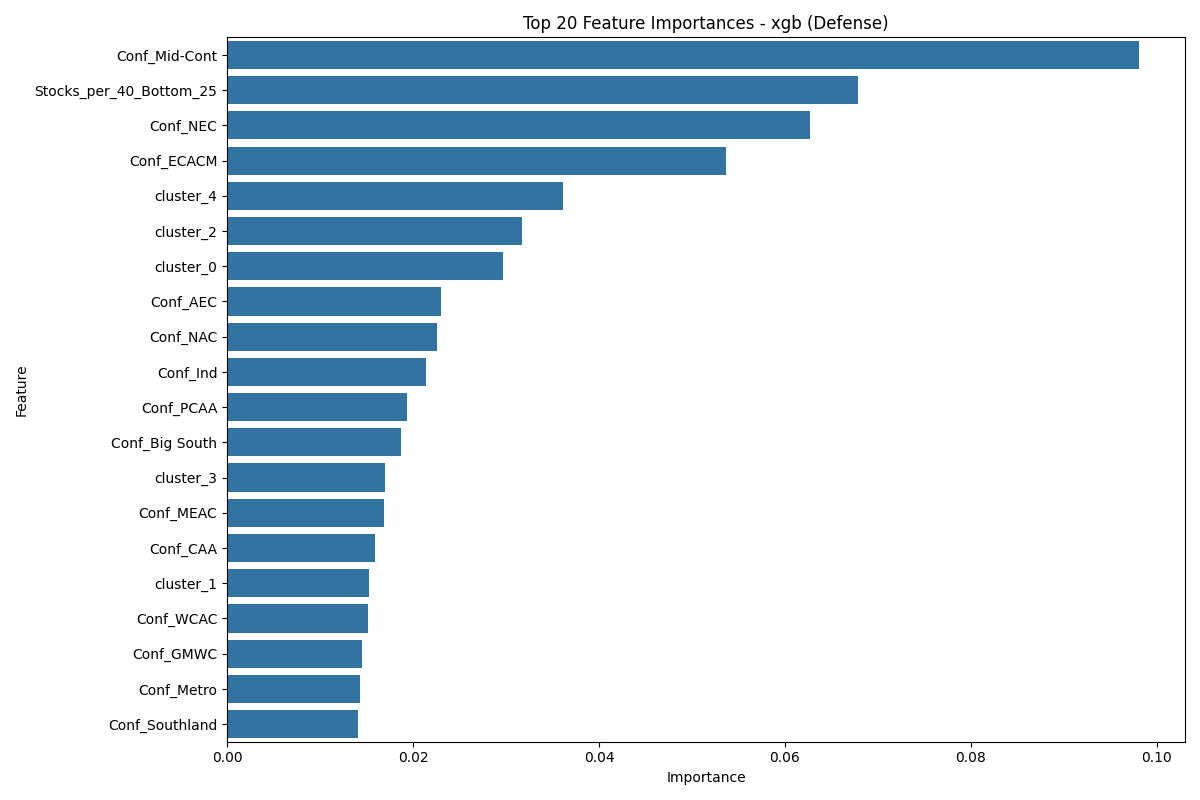 Top 20 Feature Importances - xgb (Defense)
Feature
Conf_Mid-Cont
Stocks_per_40_Bottom_25
Conf_NEC
Conf_ECACM
cluster_4
cluster_2
cluster_0
Conf_AEC
Conf_NAC
Conf_Ind
Conf_PCAA
Conf_Big South
cluster_3
Conf_MEAC
Conf_CAA
cluster_1
Conf_WCAC
Conf_GMWC
Conf_Metro
Conf_Southland
0.00 0.02 0.04 0.06 0.08 0.10
Importance